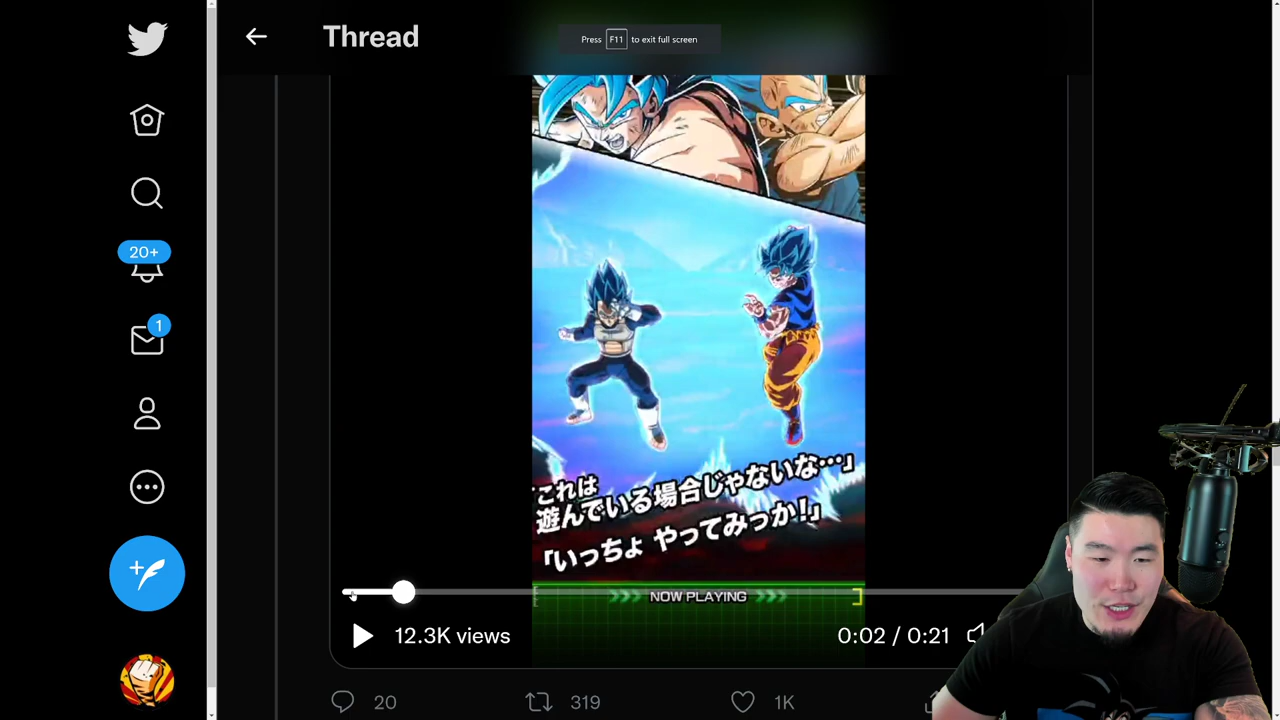 Thread
Press F11 to exit full screen
20+
1
「これは
遊んでいる場合じゃないな…」
「いっちょ やってみっか!」
NOW PLAYING
12.3K views
0:02 / 0:21
20
319
1K